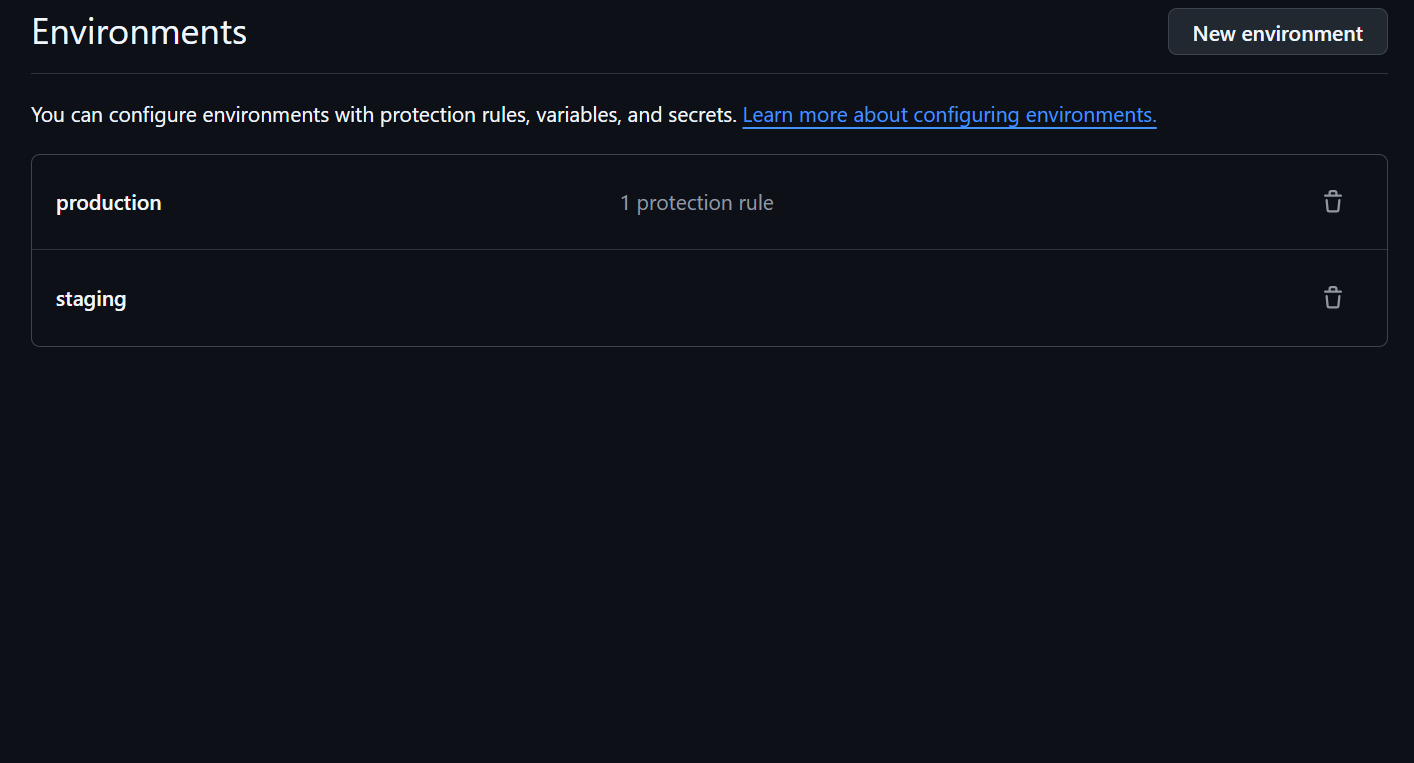 Environments
New environment
You can configure environments with protection rules, variables, and secrets. Learn more about configuring environments.
production
1 protection rule
staging